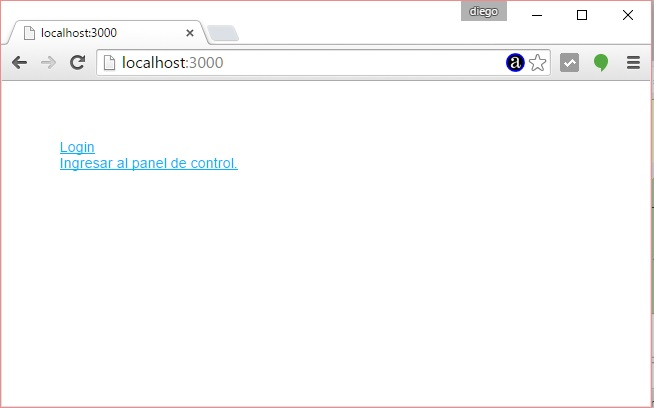 diego
localhost:3000
localhost:3000
a
Login
Ingresar al panel de control.